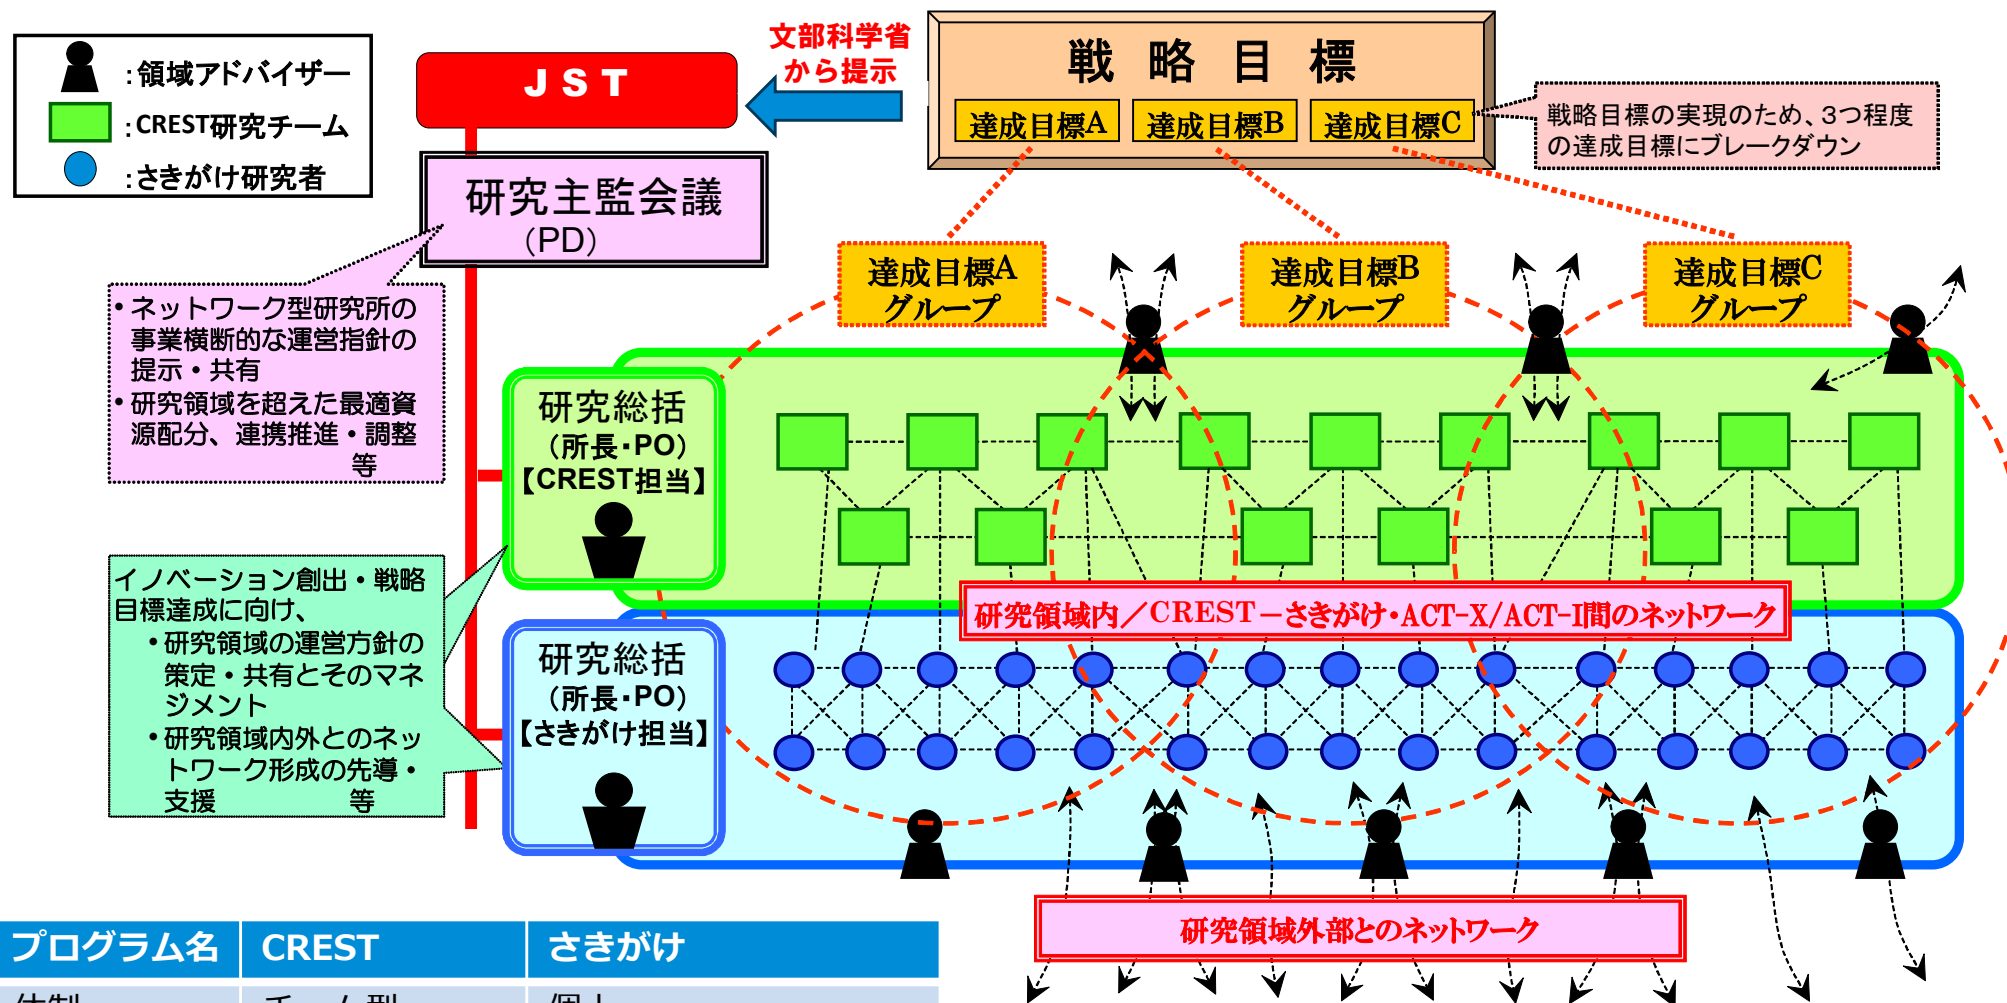 :領域アドバイザー
:CREST研究チーム
:さきがけ研究者
JST
文部科学省
から提示
戦略目標
達成目標A
達成目標B
達成目標C
戦略目標の実現のため、3つ程度
の達成目標にブレークダウン
研究主監会議
（PD）
•ネットワーク型研究所の
事業横断的な運営指針の
提示・共有
•研究領域を超えた最適資
源配分、連携推進・調整
等
達成目標A
グループ
達成目標B
グループ
達成目標C
グループ
研究総括
（所長・PO）
【CREST担当】
イノベーション創出・戦略
目標達成に向け、
•研究領域の運営方針の
策定・共有とそのマネ
ジメント
•研究領域内外とのネッ
トワーク形成の先導・
支援 等
研究領域内／CREST－さきがけ・ACT-X/ACT-I間のネットワーク
研究総括
（所長・PO）
【さきがけ担当】
研究領域外部とのネットワーク
プログラム名 CREST さきがけ